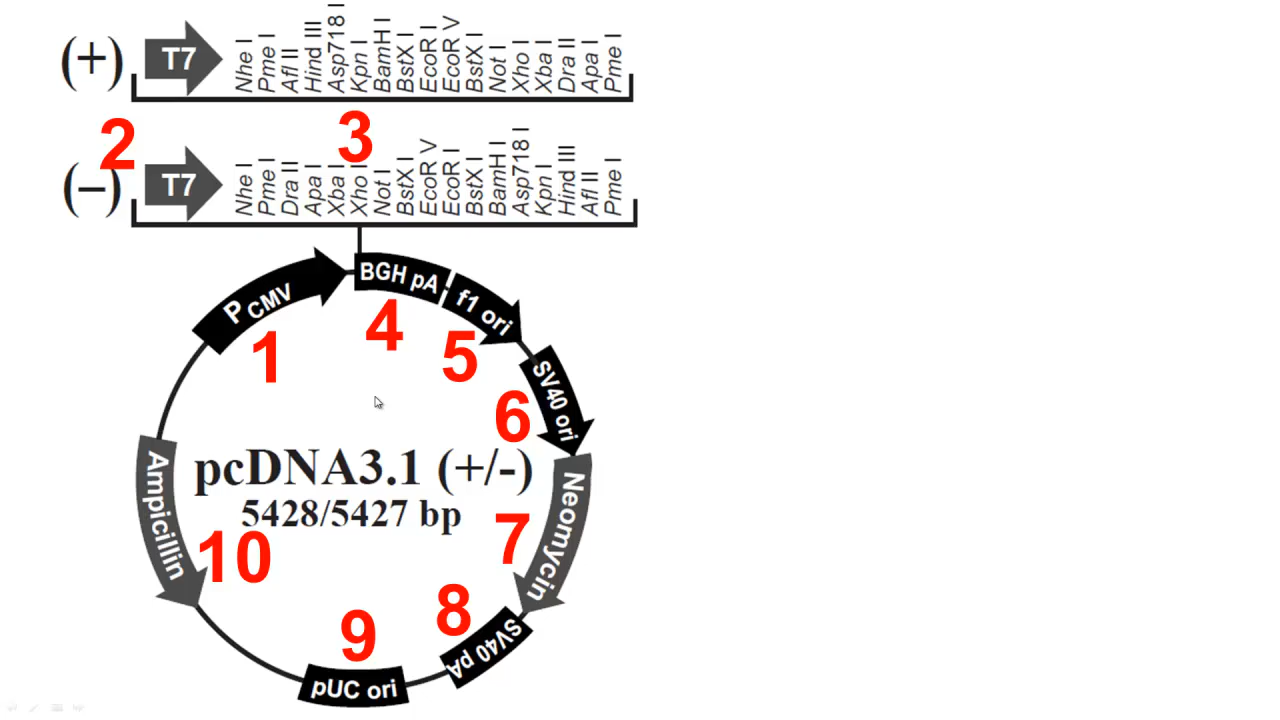 (+) T7 Nhe I Pme I Afl II Hind III Asp718 I Kpn I BamH I BstX I EcoR I EcoR V BstX I Not I Xho I Xba I Dra II Apa I Pme I
2 3
(–) T7 Nhe I Pme I Dra II Apa I Xba I Xho I Not I BstX I EcoR V EcoR I BstX I BamH I Asp718 I Kpn I Hind III Afl II Pme I
PCMV
1
BGH pA
4
f1 ori
5
SV40 ori
6
pcDNA3.1 (+/-)
5428/5427 bp
Neomycin
7
SV40 pA
8
pUC ori
9
Ampicillin
10